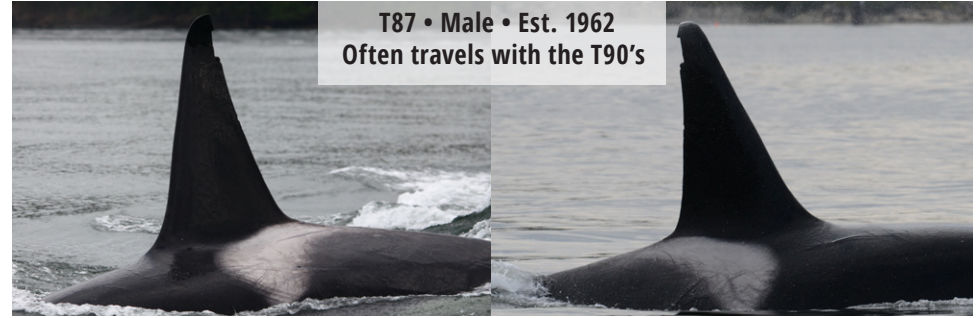 T87 • Male • Est. 1962
Often travels with the T90’s